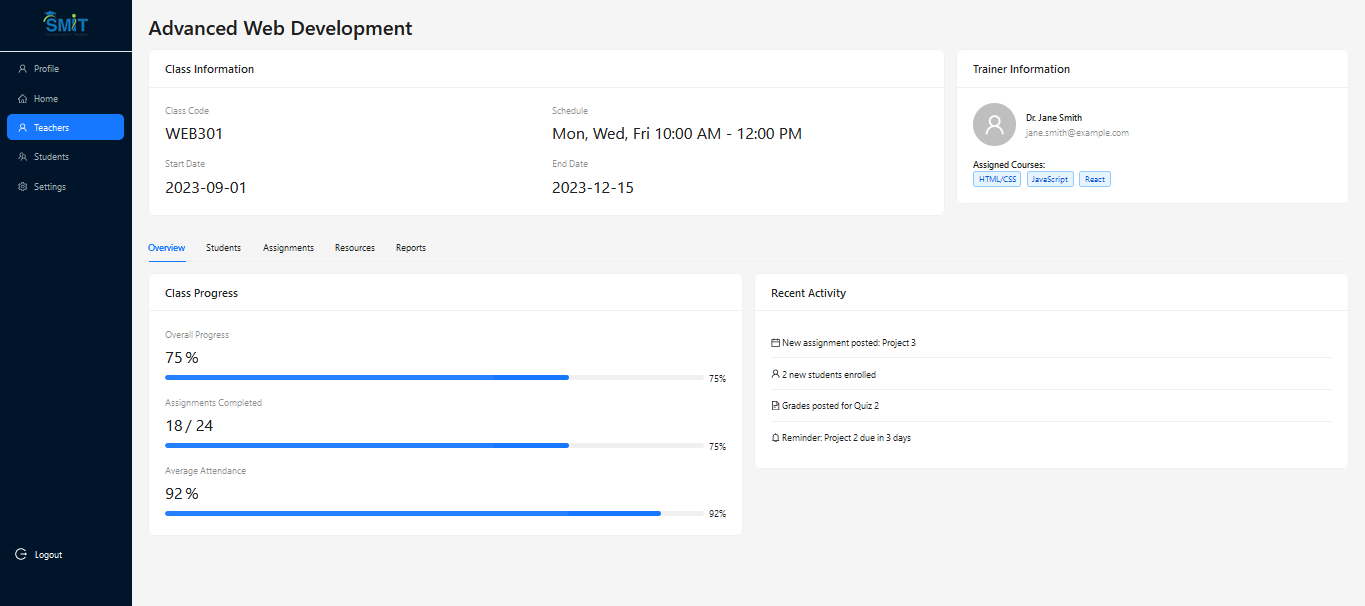 SMIT
Profile
Home
Teachers
Students
Settings
Logout
Advanced Web Development
Class Information
Class Code
WEB301
Schedule
Mon, Wed, Fri 10:00 AM - 12:00 PM
Start Date
2023-09-01
End Date
2023-12-15
Trainer Information
Dr. Jane Smith
jane.smith@example.com
Assigned Courses:
HTML/CSS JavaScript React
Overview Students Assignments Resources Reports
Class Progress
Overall Progress
75 %
75%
Assignments Completed
18 / 24
75%
Average Attendance
92 %
92%
Recent Activity
New assignment posted: Project 3
2 new students enrolled
Grades posted for Quiz 2
Reminder: Project 2 due in 3 days